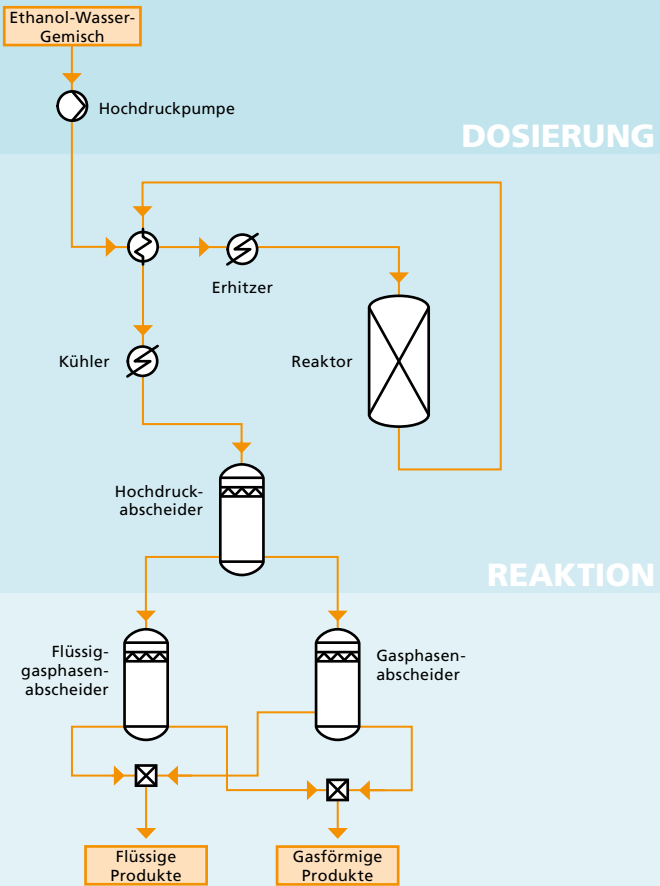 Ethanol-Wasser-
Gemisch
Hochdruckpumpe
DOSIERUNG
Erhitzer
Kühler
Reaktor
Hochdruck-
abscheider
REAKTION
Flüssig-
gasphasen-
abscheider
Gasphasen-
abscheider
Flüssige
Produkte
Gasförmige
Produkte